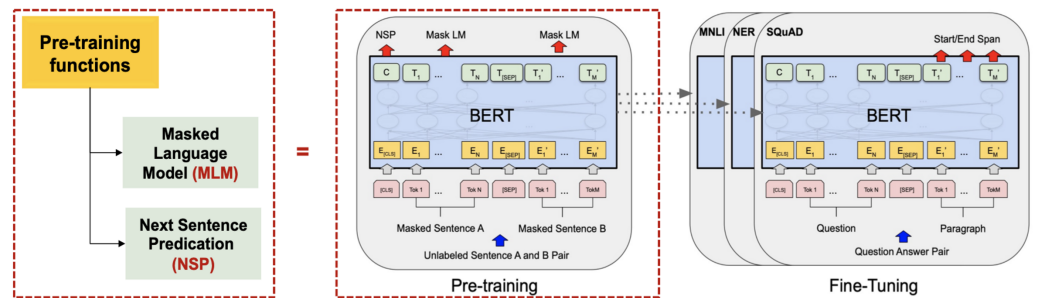 Pre-training
functions
Masked
Language
Model (MLM)
Next Sentence
Predication
(NSP)
=
NSP Mask LM Mask LM
C T1 ... TN T[SEP] T1' ... TM'
BERT
E[CLS] E1 ... EN E[SEP] E1' ... EM'
[CLS] Tok 1 ... Tok N [SEP] Tok 1 ... TokM
Masked Sentence A Masked Sentence B
Unlabeled Sentence A and B Pair
Pre-training
MNLI NER SQuAD
Start/End Span
C T1 ... TN T[SEP] T1' ... TM'
BERT
E[CLS] E1 ... EN E[SEP] E1' ... EM'
[CLS] Tok 1 ... Tok N [SEP] Tok 1 ... TokM
Question Paragraph
Question Answer Pair
Fine-Tuning